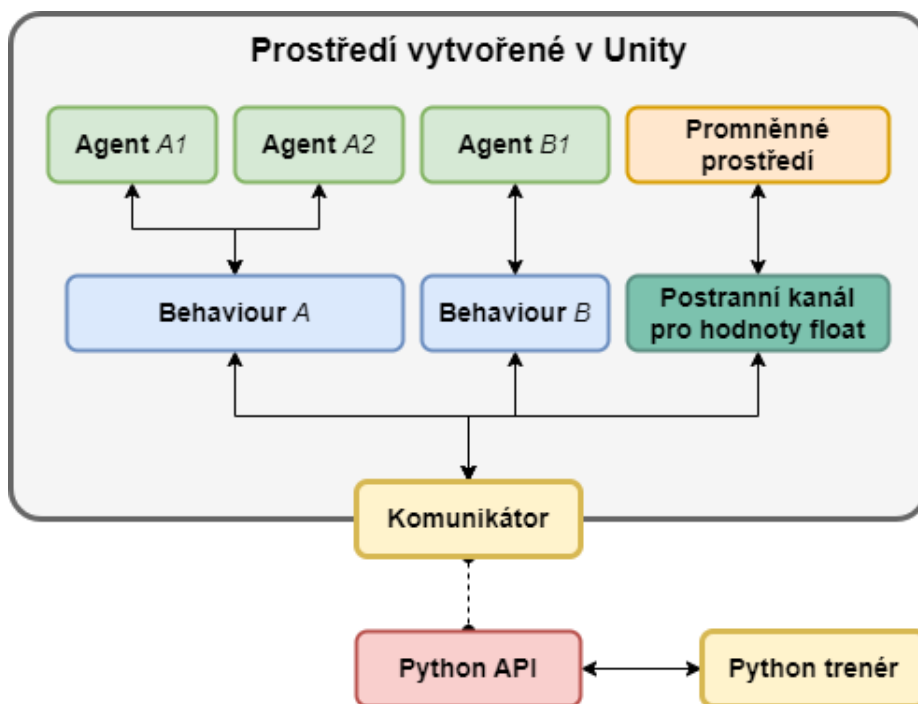 Prostředí vytvořené v Unity
Agent A1
Agent A2
Agent B1
Promněnné
prostředí
Behaviour A
Behaviour B
Postranní kanál
pro hodnoty float
Komunikátor
Python API
Python trenér